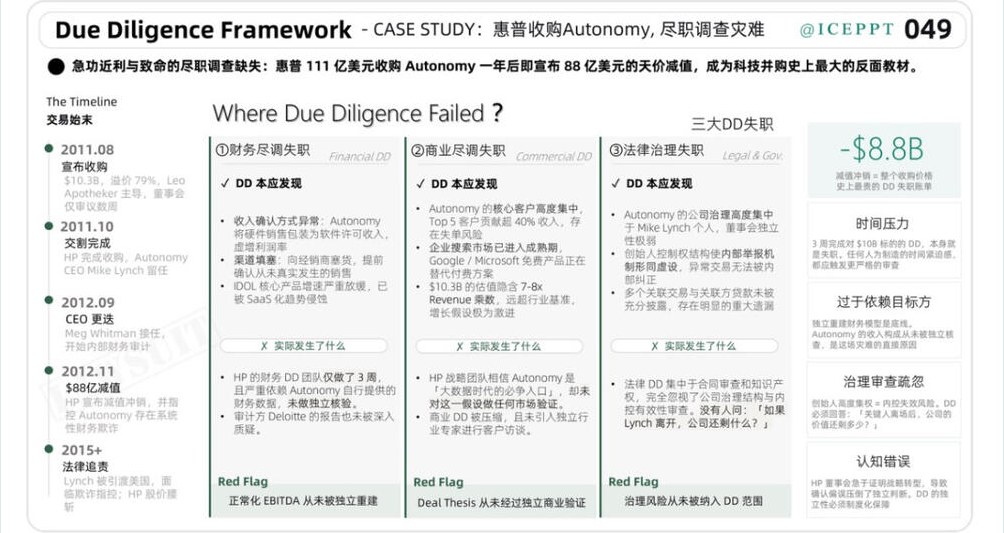 Due Diligence Framework - CASE STUDY：惠普收购Autonomy, 尽职调查灾难
@ICEPPT 049
急功近利与致命的尽职调查缺失：惠普 111 亿美元收购 Autonomy 一年后即宣布 88 亿美元的天价减值，成为科技并购史上最大的反面教材。
The Timeline
交易始末
2011.08
宣布收购
$10.3B，溢价 79%，Leo
Apotheker 主导，董事会
仅审议数周
2011.10
交割完成
HP 完成收购，Autonomy
CEO Mike Lynch 留任
2012.09
CEO 更迭
Meg Whitman 接任，
开始内部财务审计
2012.11
$88亿减值
HP 宣布减值冲销，并指
控 Autonomy 存在系统
性财务欺诈
2015+
法律追责
Lynch 被引渡美国，面
临欺诈指控；HP 股价腰
斩
Where Due Diligence Failed？
三大DD失职
①财务尽调失职
Financial DD
✓ DD 本应发现
• 收入确认方式异常：Autonomy
将硬件销售包装为软件许可收入，
虚增利润率
• 渠道填塞：向经销商塞货，提前
确认从未真实发生的销售
• IDOL 核心产品增速严重放缓，已
被 SaaS 化趋势侵蚀
✗ 实际发生了什么
• HP 的财务 DD 团队仅做了 3 周，
且严重依赖 Autonomy 自行提供的
财务数据，未做独立核验。
• 审计方 Deloitte 的报告也未被深入
质疑。
Red Flag
正常化 EBITDA 从未被独立重建
②商业尽调失职
Commercial DD
✓ DD 本应发现
• Autonomy 的核心客户高度集中，
Top 5 客户贡献超 40% 收入，存
在失单风险
• 企业搜索市场已进入成熟期，
Google / Microsoft 免费产品正在
替代付费方案
• $10.3B 的估值隐含 7-8x
Revenue 乘数，远超行业基准，
增长假设极为激进
✗ 实际发生了什么
• HP 战略团队相信 Autonomy 是
「大数据时代的必争入口」，却未
对这一假设做任何市场验证。
• 商业 DD 被压缩，且未引入独立行
业专家进行客户访谈。
Red Flag
Deal Thesis 从未经过独立商业验证
③法律治理失职
Legal & Gov.
✓ DD 本应发现
• Autonomy 的公司治理高度集中
于 Mike Lynch 个人，董事会独立
性极弱
• 创始人控制权结构使内部举报机
制形同虚设，异常交易无法被内
部纠正
• 多个关联交易与关联方贷款未被
充分披露，存在明显的重大遗漏
✗ 实际发生了什么
• 法律 DD 集中于合同审查和知识产
权，完全忽视了公司治理结构与内
控有效性审查。没有人问：「如果
Lynch 离开，公司还剩什么？」
Red Flag
治理风险从未被纳入 DD 范围
-$8.8B
减值冲销 = 整个收购价格
史上最贵的 DD 失职账单
时间压力
3 周完成对 $10B 标的的 DD，本身就
是失职，任何人为制造的时间紧迫感，
都应触发更严格的审查
过于依赖目标方
独立重建财务模型是底线。
Autonomy 的收入构成从未被独立核
查，是这场灾难的直接原因
治理审查疏忽
创始人高度集权 = 内控失效风险。DD
必须回答：「关键人离场后，公司的
价值还剩多少？」
认知错误
HP 董事会急于证明战略转型，导致
确认偏误压倒了独立判断。DD 的独
立性必须制度化保障